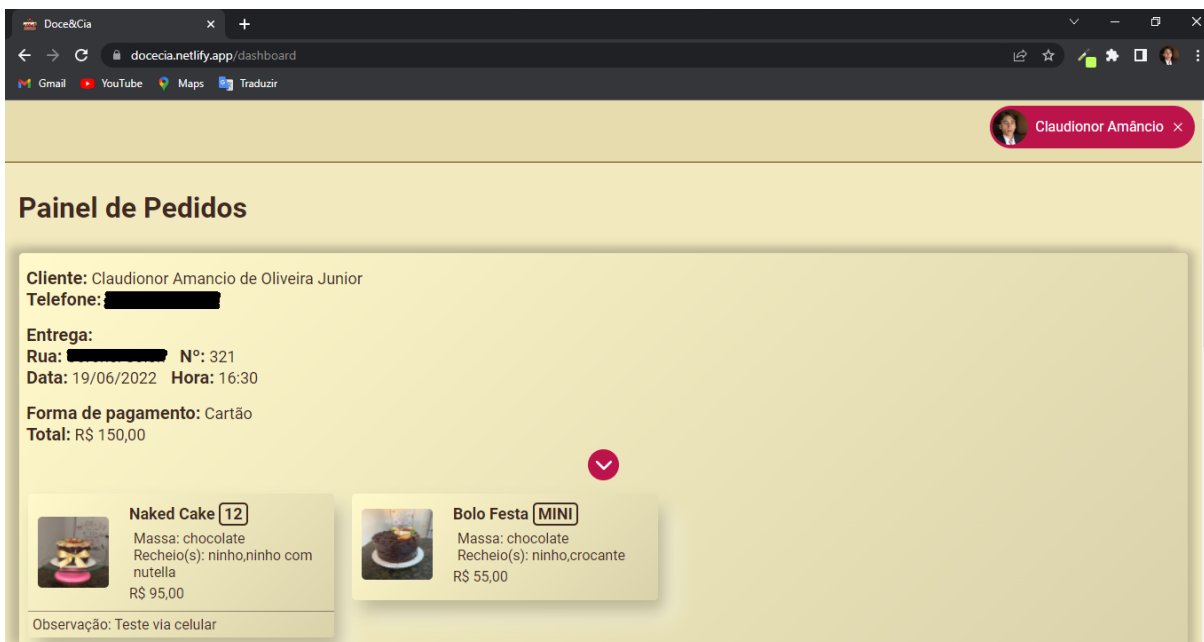 Doce&Cia
docecia.netlify.app/dashboard
Gmail YouTube Maps Traduzir
Claudionor Amâncio ×
Painel de Pedidos
Cliente: Claudionor Amancio de Oliveira Junior
Telefone:
Entrega:
Rua: Nº: 321
Data: 19/06/2022 Hora: 16:30
Forma de pagamento: Cartão
Total: R$ 150,00
Naked Cake 12
Massa: chocolate
Recheio(s): ninho,ninho com
nutella
R$ 95,00
Observação: Teste via celular
Bolo Festa MINI
Massa: chocolate
Recheio(s): ninho,crocante
R$ 55,00